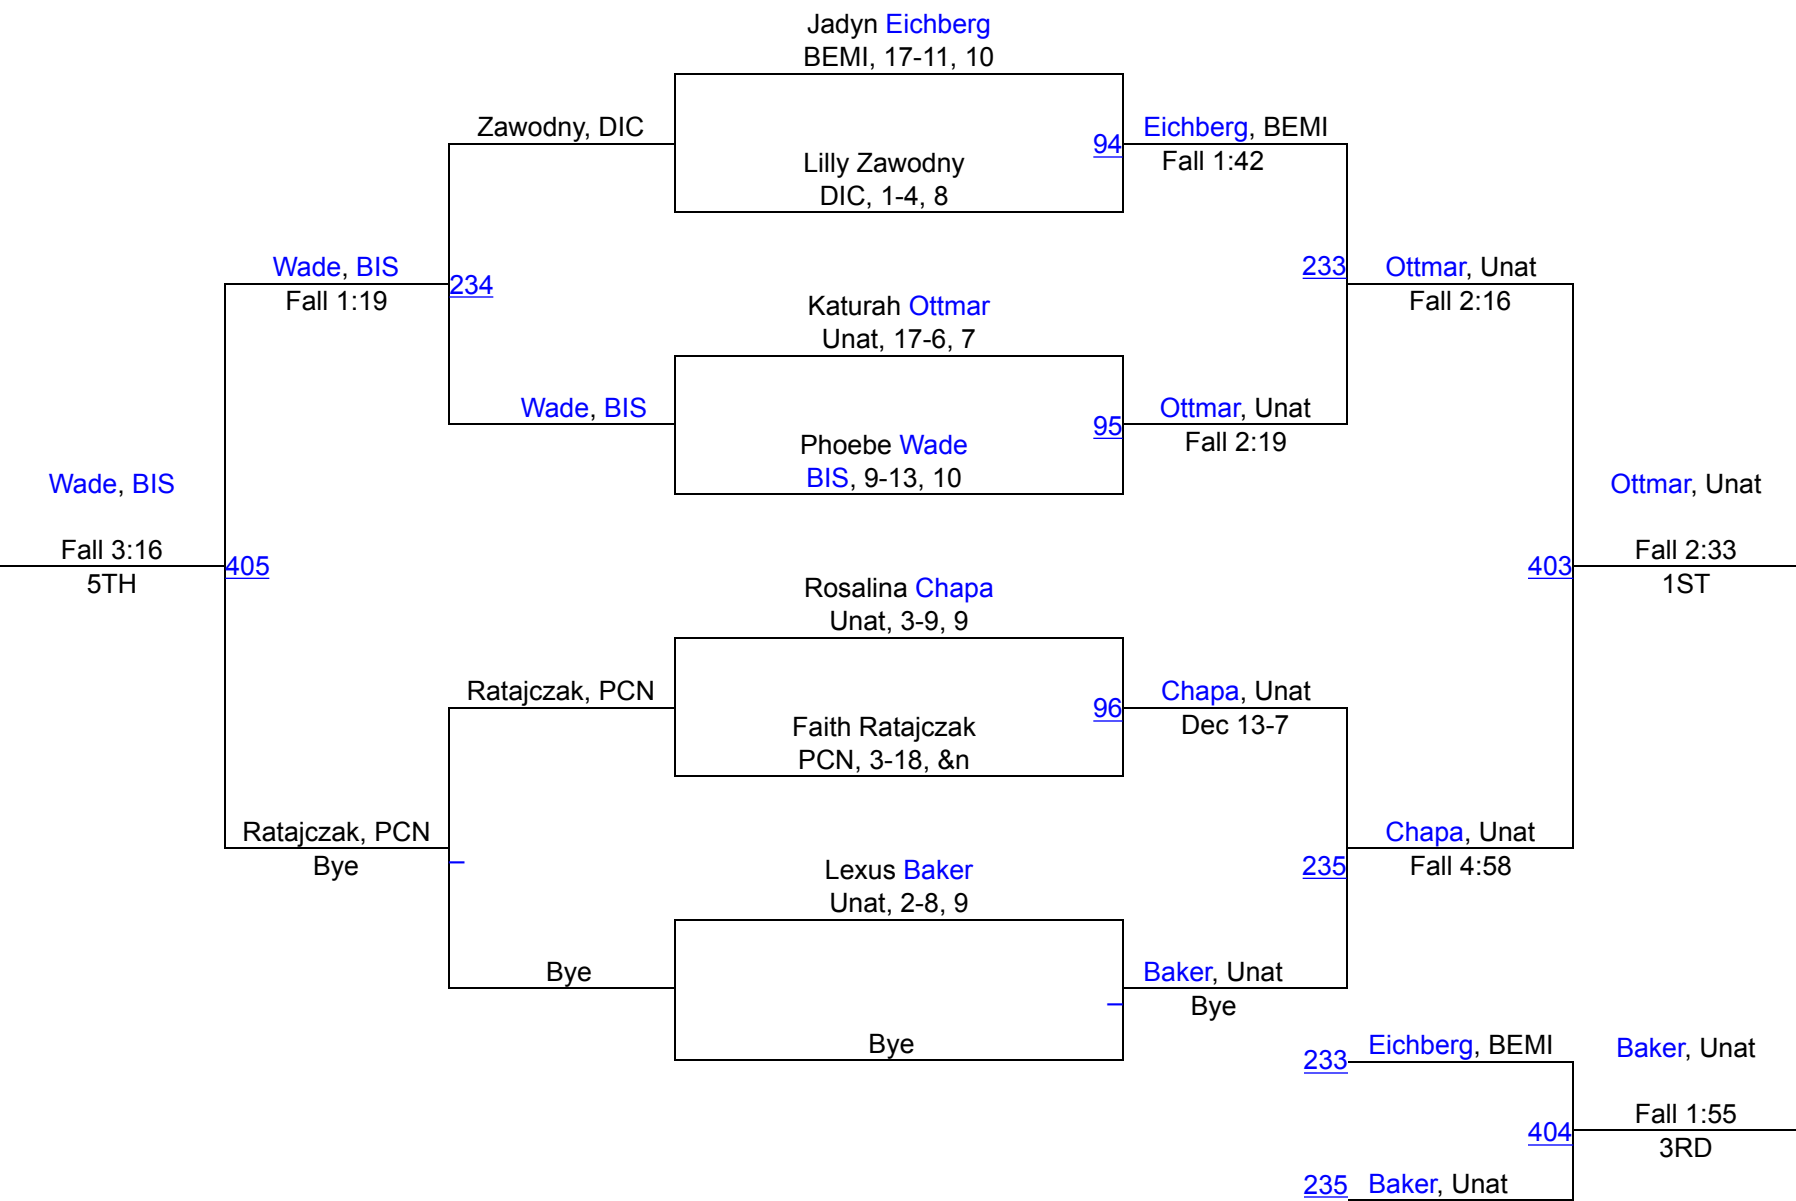 Jadyn Eichberg
BEMI, 17-11, 10
Zawodny, DIC
94
Eichberg, BEMI
Fall 1:42
Lilly Zawodny
DIC, 1-4, 8
Wade, BIS
Fall 1:19
234
233
Ottmar, Unat
Fall 2:16
Katurah Ottmar
Unat, 17-6, 7
Wade, BIS
95
Ottmar, Unat
Fall 2:19
Phoebe Wade
BIS, 9-13, 10
Wade, BIS
Fall 3:16
5TH
405
403
Ottmar, Unat
Fall 2:33
1ST
Rosalina Chapa
Unat, 3-9, 9
Ratajczak, PCN
96
Chapa, Unat
Dec 13-7
Faith Ratajczak
PCN, 3-18, &n
Ratajczak, PCN
Bye
235
Chapa, Unat
Fall 4:58
Lexus Baker
Unat, 2-8, 9
Bye
Baker, Unat
Bye
Bye
233
Eichberg, BEMI
Baker, Unat
Fall 1:55
3RD
404
235
Baker, Unat